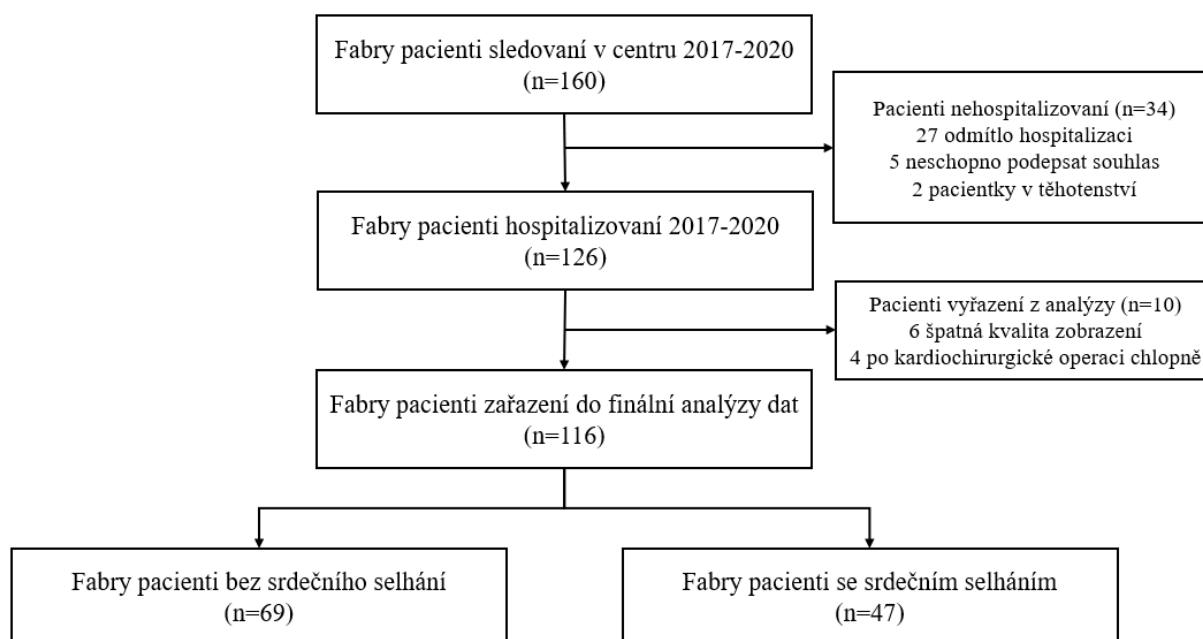 Fabry pacienti sledovaní v centru 2017-2020
(n=160)
Pacienti nehospitalizovaní (n=34)
27 odmítlo hospitalizaci
5 neschopno podepsat souhlas
2 pacientky v těhotenství
Fabry pacienti hospitalizovaní 2017-2020
(n=126)
Pacienti vyřazení z analýzy (n=10)
6 špatná kvalita zobrazení
4 po kardiochirurgické operaci chlopně
Fabry pacienti zařazení do finální analýzy dat
(n=116)
Fabry pacienti bez srdečního selhání
(n=69)
Fabry pacienti se srdečním selháním
(n=47)